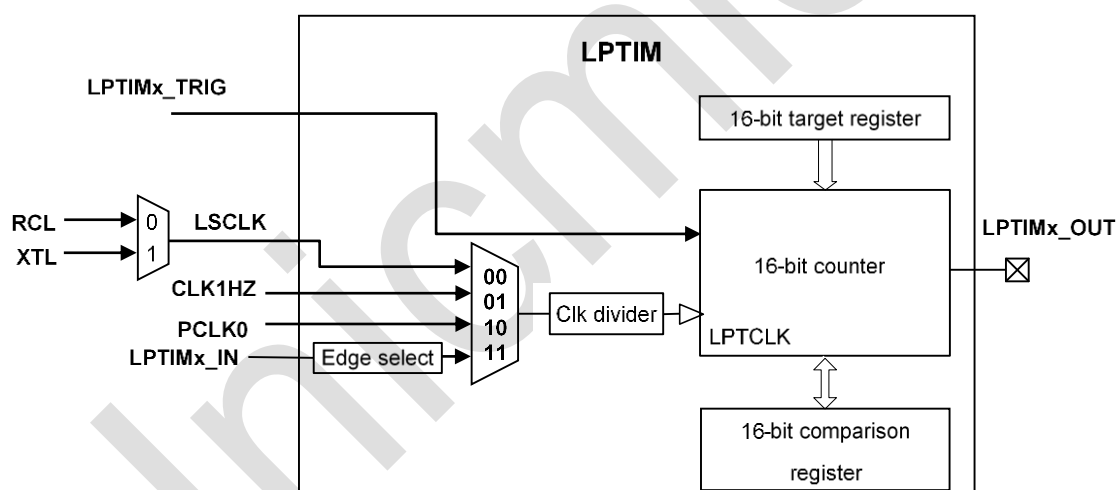 LPTIM
LPTIMx_TRIG
16-bit target register
RCL
0
LSCLK
XTL
1
LPTIMx_OUT
16-bit counter
00
CLK1HZ
01
Clk divider
PCLK0
10
LPTCLK
LPTIMx_IN
Edge select
11
16-bit comparison
register